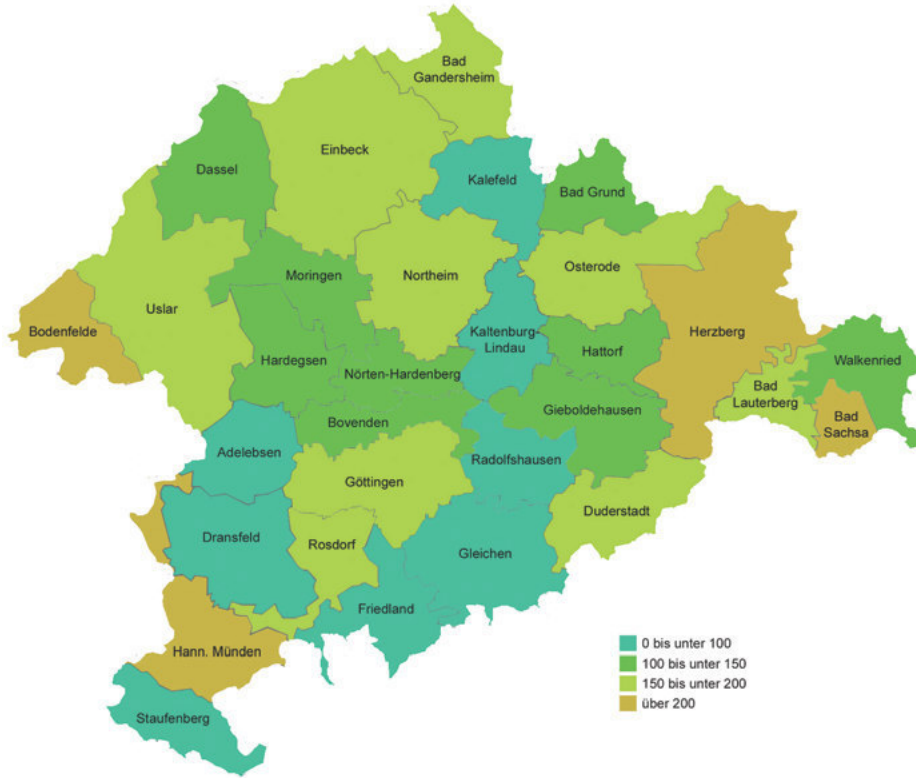 Bad
Gandersheim
Einbeck
Dassel
Kalefeld
Bad Grund
Moringen
Northeim
Osterode
Uslar
Bodenfelde
Kaltenburg-
Lindau
Herzberg
Hardegsen
Hattorf
Walkenried
Nörten-Hardenberg
Bad
Lauterberg
Gieboldehausen
Bad
Sachsa
Bovenden
Adelebsen
Radolfshausen
Göttingen
Duderstadt
Dransfeld
Rosdorf
Gleichen
Friedland
Hann. Münden
Staufenberg
0 bis unter 100
100 bis unter 150
150 bis unter 200
über 200